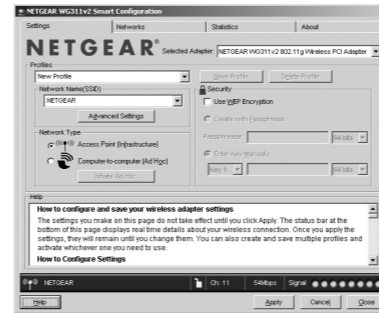 NETGEAR WG311v2 Smart Configuration
Settings Networks Statistics About
NETGEAR® Selected Adapter: NETGEAR WG311v2 802.11g Wireless PCI Adapter
Profiles
New Profile Save Profile Delete Profile
Network Name(SSID)
NETGEAR
Advanced Settings
Security
Use WEP Encryption
Create with Passphrase
Passphrase: 64 bits
Enter Key Manually
Key 1: 64 bits
Network Type
Access Point (Infrastructure)
Computer-to-computer (Ad Hoc)
Initiate Ad Hoc
Help
How to configure and save your wireless adapter settings
The settings you make on this page do not take effect until you click Apply. The status bar at the
bottom of this page displays real time details about your wireless connection. Once you apply the
settings, they will remain until you change them. You can also create and save multiple profiles and
activate whichever one you need to use.
How to Configure Settings
NETGEAR Ch: 11 54Mbps Signal
Help Apply Cancel Close